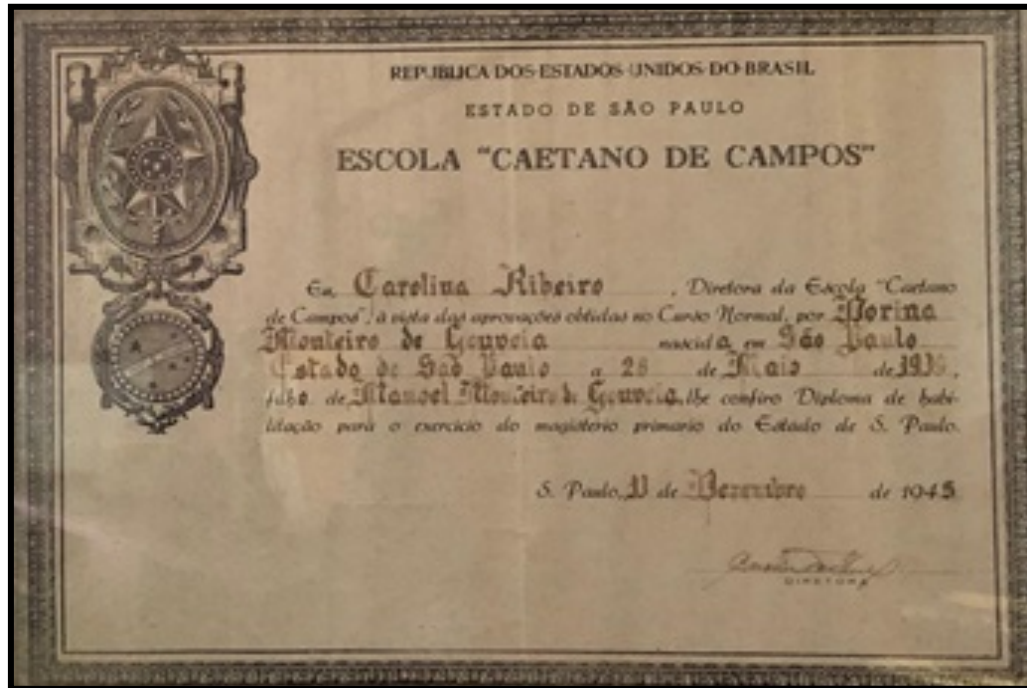 REPUBLICA DOS ESTADOS UNIDOS DO BRASIL
ESTADO DE SÃO PAULO
ESCOLA "CAETANO DE CAMPOS"
Eu, Carolina Ribeiro, Diretora da Escola "Caetano
de Campos", à vista das aprovações obtidas no Curso Normal, por Dorina
Monteiro de Gouveia nascida em São Paulo
Estado de São Paulo a 28 de Maio de
filha de Manoel Monteiro de Gouveia, lhe confiro Diploma de habi-
litação para o exercicio do magisterio primario do Estado de S. Paulo.
S. Paulo, de Dezembro de 1945
DIRETORA